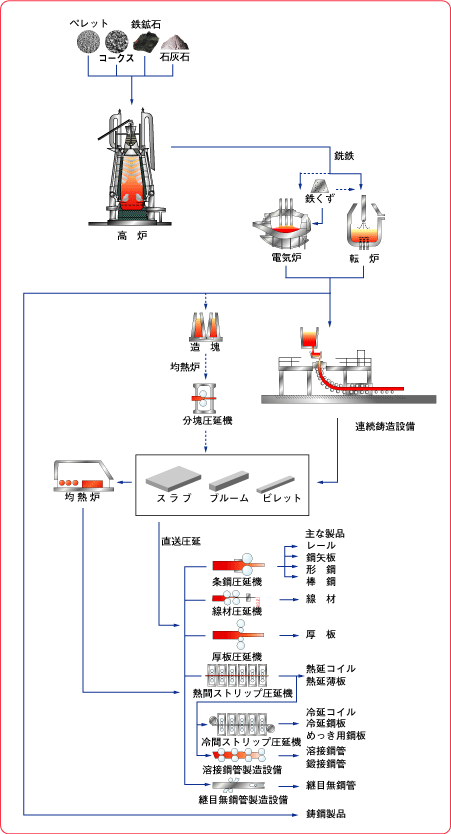 ペレット
鉄鉱石
コークス
石灰石
高 炉
銑鉄
鉄くず
電気炉
転 炉
造 塊
均熱炉
分塊圧延機
連続鋳造設備
均熱炉
スラブ
ブルーム
ビレット
直送圧延
主な製品
レール
鋼矢板
形 鋼
棒 鋼
条鋼圧延機
線材圧延機
線 材
厚板圧延機
厚 板
熱間ストリップ圧延機
熱延コイル
熱延薄板
冷間ストリップ圧延機
冷延コイル
冷延鋼板
めっき用鋼板
溶接鋼管製造設備
溶接鋼管
鍛接鋼管
継目無鋼管製造設備
継目無鋼管
鋳鋼製品